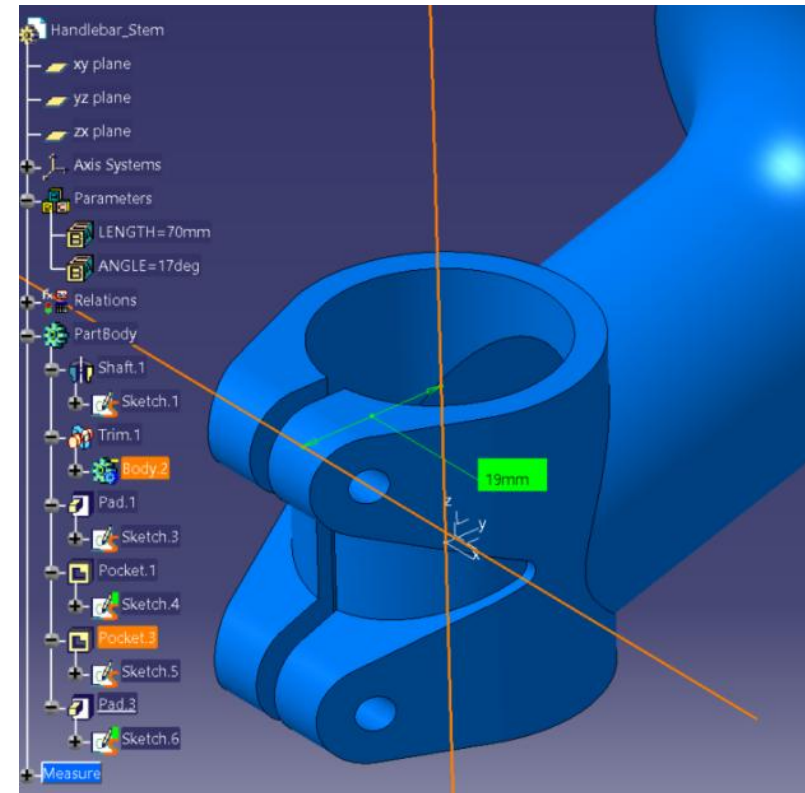 Handlebar_Stem
xy plane
yz plane
zx plane
Axis Systems
Parameters
LENGTH=70mm
ANGLE=17deg
Relations
PartBody
Shaft.1
Sketch.1
Trim.1
Body.2
Pad.1
Sketch.3
Pocket.1
Sketch.4
Pocket.3
Sketch.5
Pad.3
Sketch.6
Measure
19mm
z
y
x